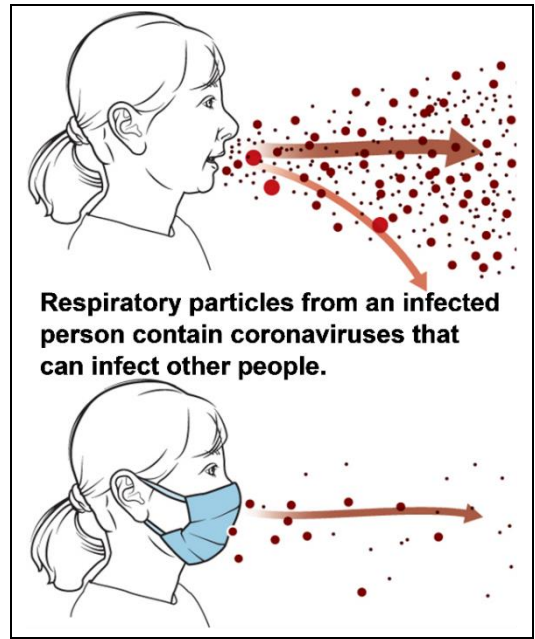 Respiratory particles from an infected
person contain coronaviruses that
can infect other people.